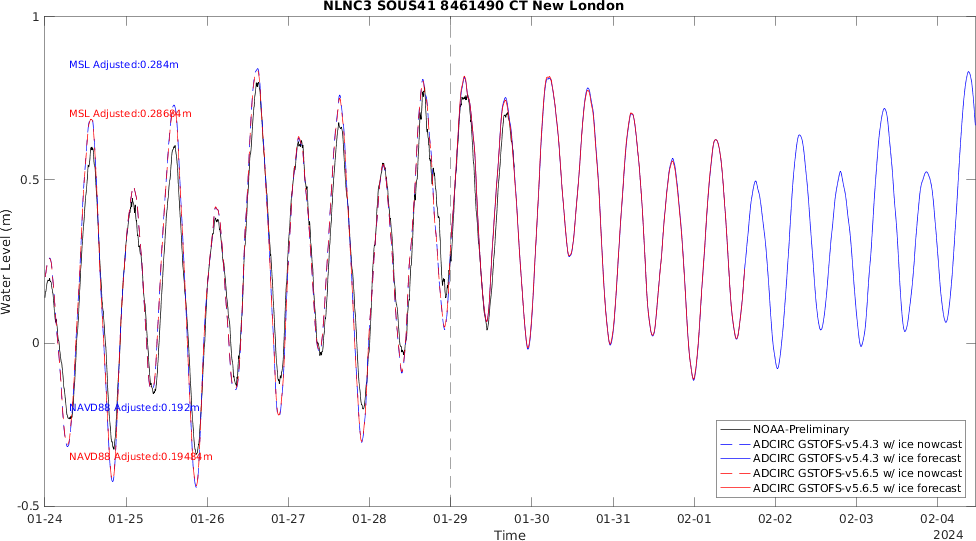 NLNC3 SOUS41 8461490 CT New London
1
MSL Adjusted:0.284m
MSL Adjusted:0.28684m
0.5
Water Level (m)
0
NAVD88 Adjusted:0.192m
NAVD88 Adjusted:0.19484m
NOAA-Preliminary
ADCIRC GSTOFS-v5.4.3 w/ ice nowcast
ADCIRC GSTOFS-v5.4.3 w/ ice forecast
ADCIRC GSTOFS-v5.6.5 w/ ice nowcast
ADCIRC GSTOFS-v5.6.5 w/ ice forecast
-0.5
01-24 01-25 01-26 01-27 01-28 01-29 01-30 01-31 02-01 02-02 02-03 02-04
Time
2024